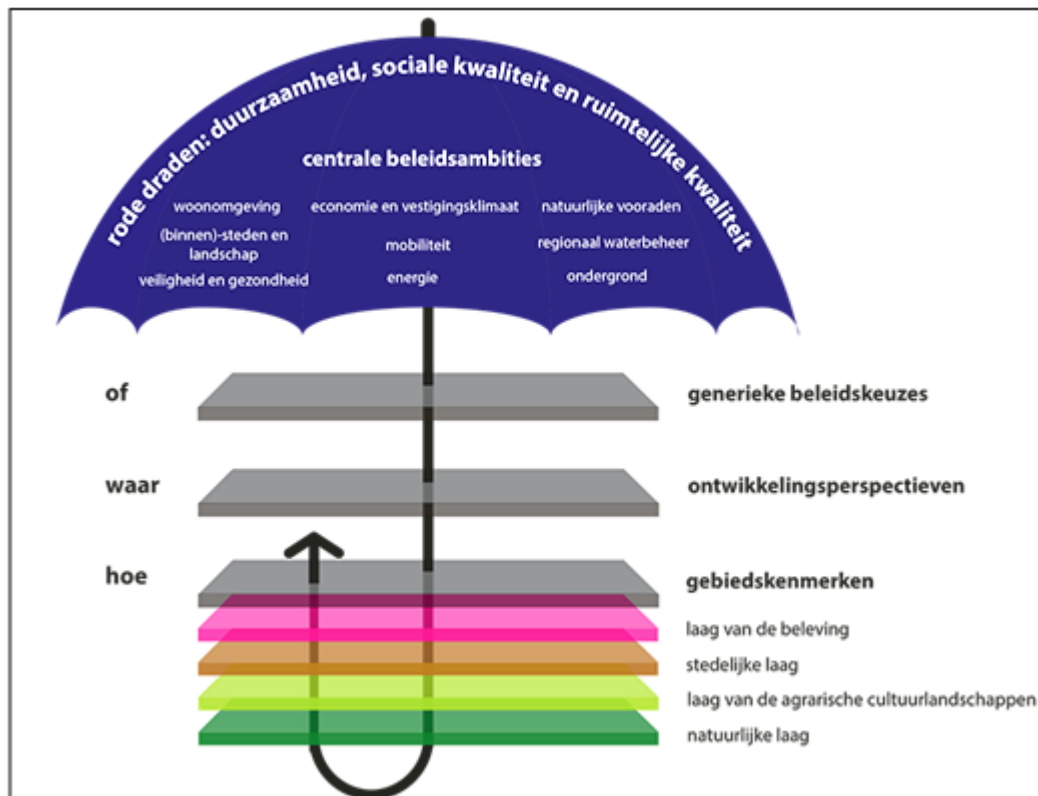 rode draden: duurzaamheid, sociale kwaliteit en ruimtelijke kwaliteit
centrale beleidsambities
woonomgeving
economie en vestigingsklimaat
natuurlijke vooraden
(binnen)-steden en
landschap
mobiliteit
regionaal waterbeheer
veiligheid en gezondheid
energie
ondergrond
of
generieke beleidskeuzes
waar
ontwikkelingsperspectieven
hoe
gebiedskenmerken
laag van de beleving
stedelijke laag
laag van de agrarische cultuurlandschappen
natuurlijke laag